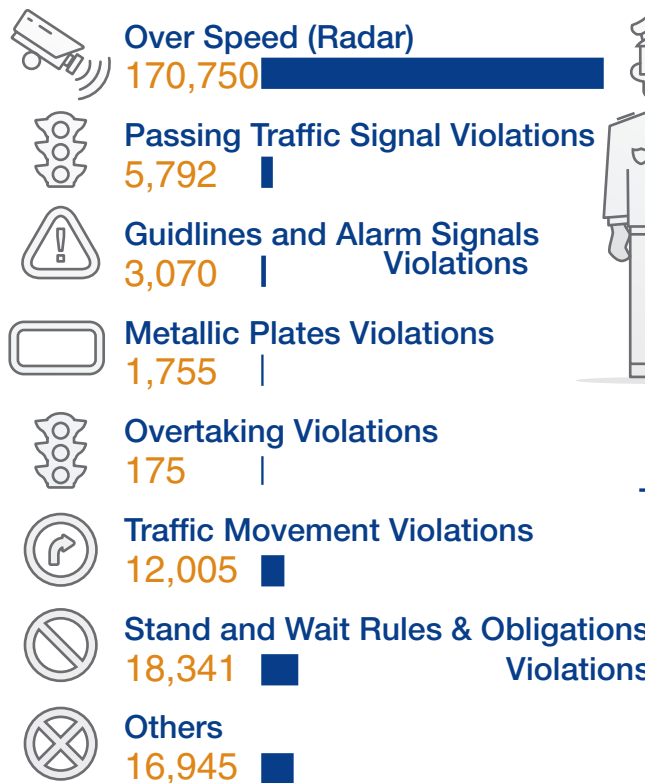 Over Speed (Radar)
170,750
Passing Traffic Signal Violations
5,792
Guidlines and Alarm Signals
Violations
3,070
Metallic Plates Violations
1,755
Overtaking Violations
175
Traffic Movement Violations
12,005
Stand and Wait Rules & Obligations
Violations
18,341
Others
16,945